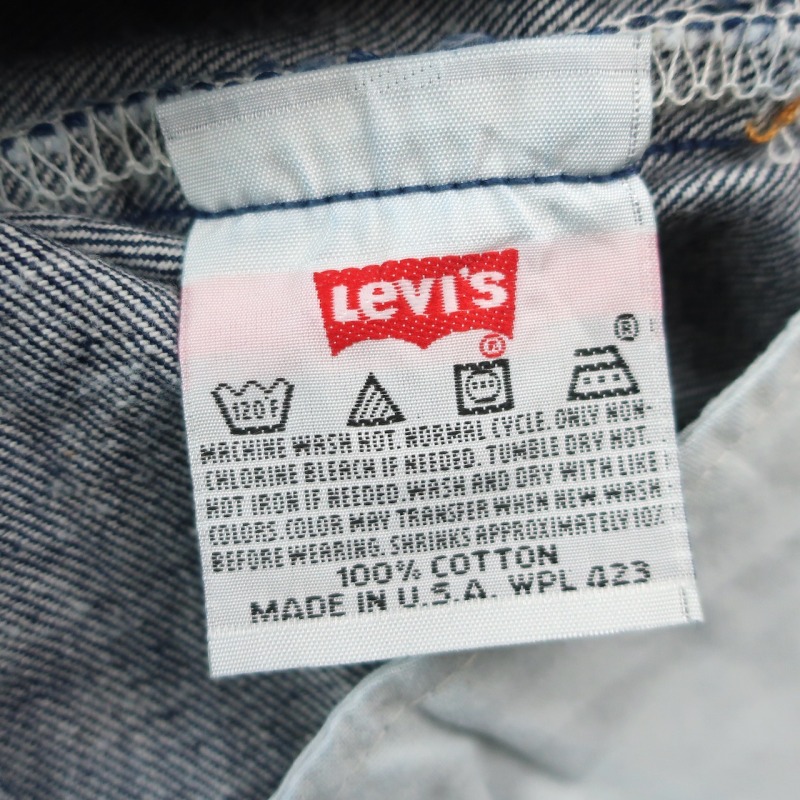 Levi's
®
®
120F
MACHINE WASH HOT. NORMAL CYCLE. ONLY NON-
CHLORINE BLEACH IF NEEDED. TUMBLE DRY HOT.
HOT IRON IF NEEDED. WASH AND DRY WITH LIKE
COLORS. COLOR MAY TRANSFER WHEN NEW. WASH
BEFORE WEARING. SHRINKS APPROXIMATELY 10%.
100% COTTON
MADE IN U.S.A. WPL 423